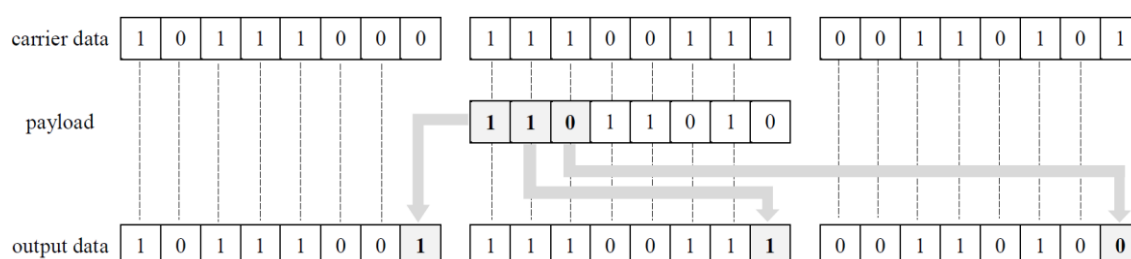 carrier data 1 0 1 1 1 0 0 0 1 1 1 0 0 1 1 1 0 0 1 1 0 1 0 1
payload 1 1 0 1 1 0 1 0
output data 1 0 1 1 1 0 0 1 1 1 1 0 0 1 1 1 0 0 1 1 0 1 0 0